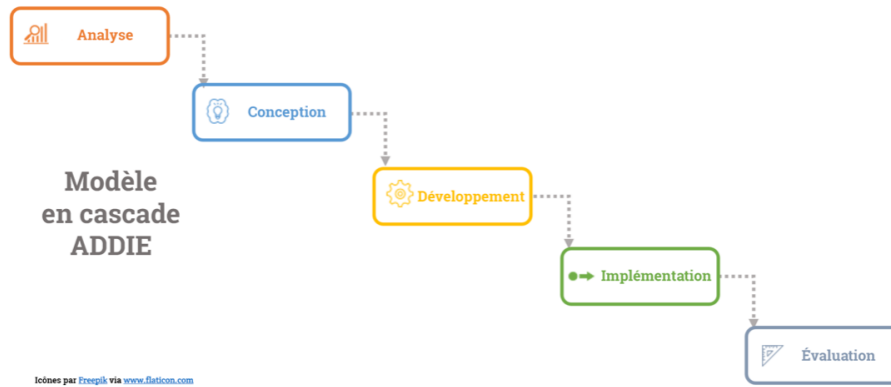 Analyse
Conception
Modèle
en cascade
ADDIE
Développement
Implémentation
Évaluation
Icônes par Freepik via www.flaticon.com